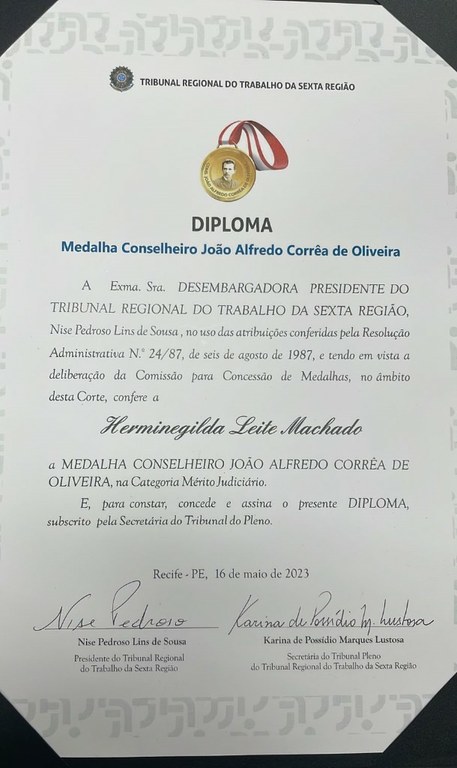 TRIBUNAL REGIONAL DO TRABALHO DA SEXTA REGIÃO
DIPLOMA
Medalha Conselheiro João Alfredo Corrêa de Oliveira
A Exma. Sra. DESEMBARGADORA PRESIDENTE DO
TRIBUNAL REGIONAL DO TRABALHO DA SEXTA REGIÃO,
Nise Pedroso Lins de Sousa, no uso das atribuições conferidas pela Resolução
Administrativa N.º 24/87, de seis de agosto de 1987, e tendo em vista a
deliberação da Comissão para Concessão de Medalhas, no âmbito
desta Corte, confere a
Herminegilda Leite Machado
a MEDALHA CONSELHEIRO JOÃO ALFREDO CORRÊA DE
OLIVEIRA, na Categoria Mérito Judiciário.
E, para constar, concede e assina o presente DIPLOMA,
subscrito pela Secretária do Tribunal do Pleno.
Recife - PE, 16 de maio de 2023
Nise Pedroso Karina de Possídio M. Lustosa
Nise Pedroso Lins de Sousa Karina de Possídio Marques Lustosa
Presidente do Tribunal Regional Secretária do Tribunal Pleno
do Trabalho da Sexta Região do Tribunal Regional do Trabalho da Sexta Região